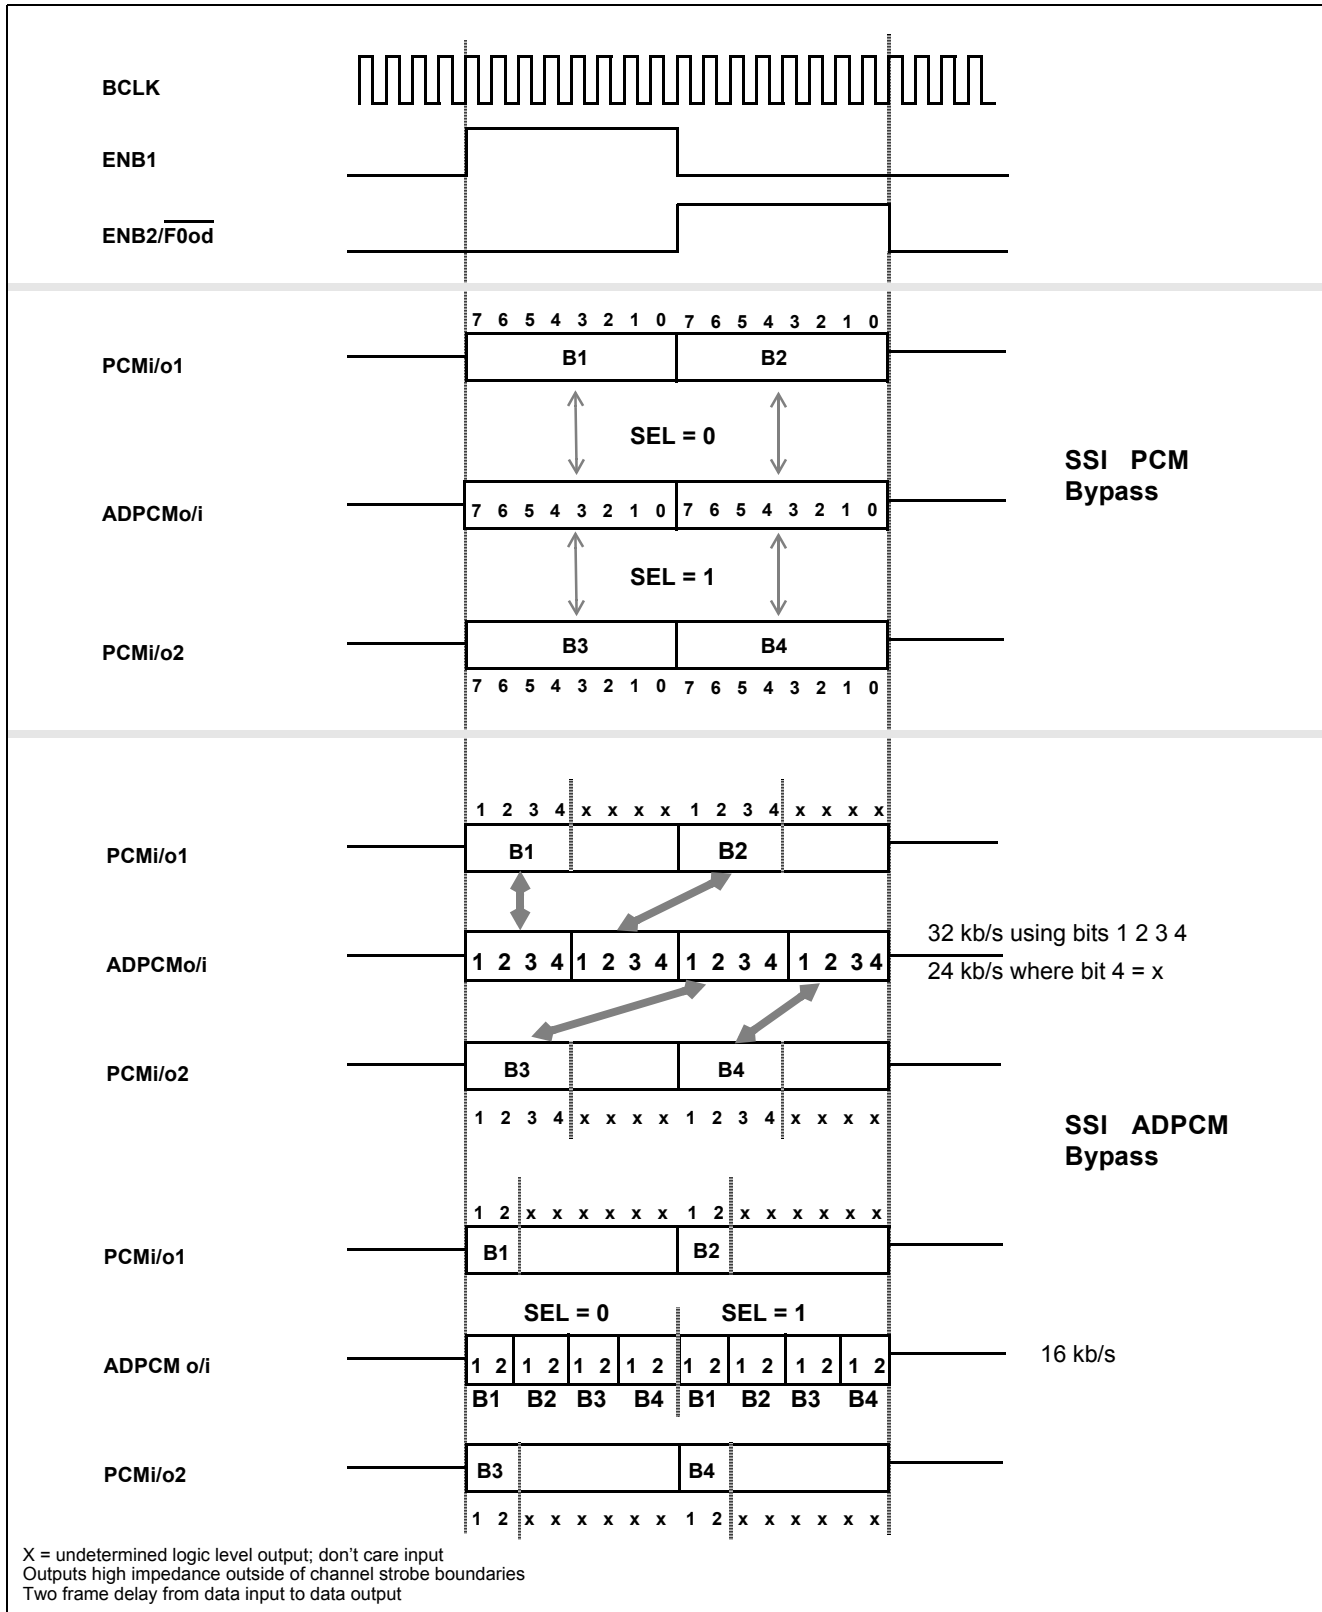 BCLK
ENB1
ENB2/F0od
7 6 5 4 3 2 1 0 7 6 5 4 3 2 1 0
PCMi/o1 B1 B2
SEL = 0
SSI PCM
Bypass
ADPCMo/i 7 6 5 4 3 2 1 0 7 6 5 4 3 2 1 0
SEL = 1
PCMi/o2 B3 B4
7 6 5 4 3 2 1 0 7 6 5 4 3 2 1 0
1 2 3 4 x x x x 1 2 3 4 x x x x
PCMi/o1 B1 B2
32 kb/s using bits 1 2 3 4
ADPCMo/i 1 2 3 4 1 2 3 4 1 2 3 4 1 2 3 4
24 kb/s where bit 4 = x
PCMi/o2 B3 B4
1 2 3 4 x x x x 1 2 3 4 x x x x
SSI ADPCM
Bypass
1 2 x x x x x x 1 2 x x x x x x
PCMi/o1 B1 B2
SEL = 0 SEL = 1
ADPCM o/i 1 2 1 2 1 2 1 2 1 2 1 2 1 2 1 2 16 kb/s
B1 B2 B3 B4 B1 B2 B3 B4
PCMi/o2 B3 B4
1 2 x x x x x x 1 2 x x x x x x
X = undetermined logic level output; don't care input
Outputs high impedance outside of channel strobe boundaries
Two frame delay from data input to data output